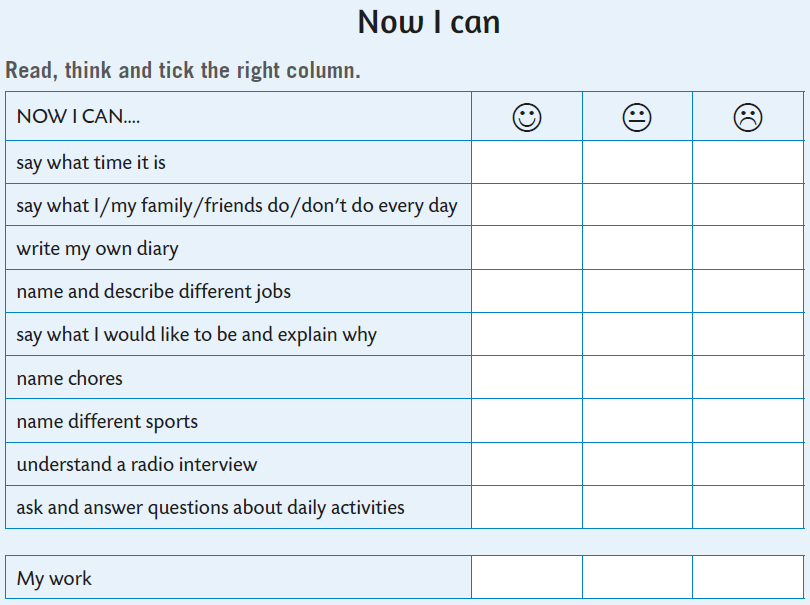 Now I can
Read, think and tick the right column.
NOW I CAN....
say what time it is
say what I/my family/friends do/don't do every day
write my own diary
name and describe different jobs
say what I would like to be and explain why
name chores
name different sports
understand a radio interview
ask and answer questions about daily activities
My work